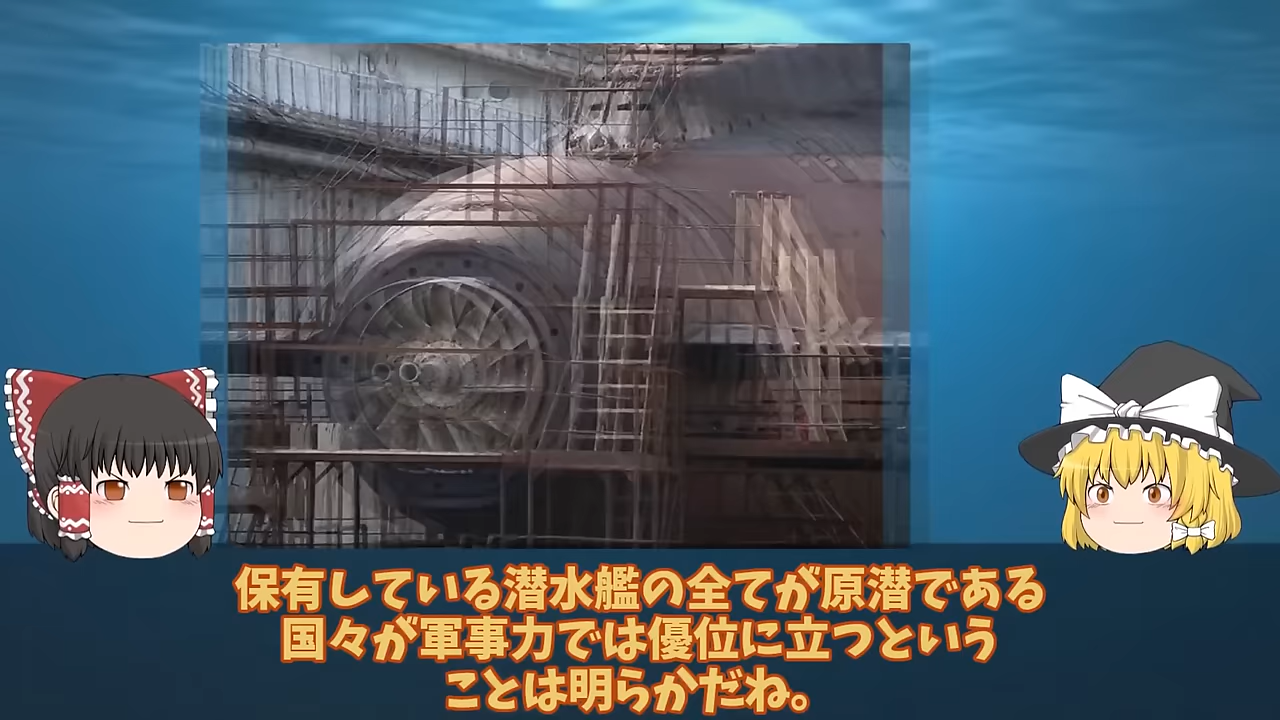 保有している潜水艦の全てが原潜である
国々が軍事力では優位に立つという
ことは明らかだね。